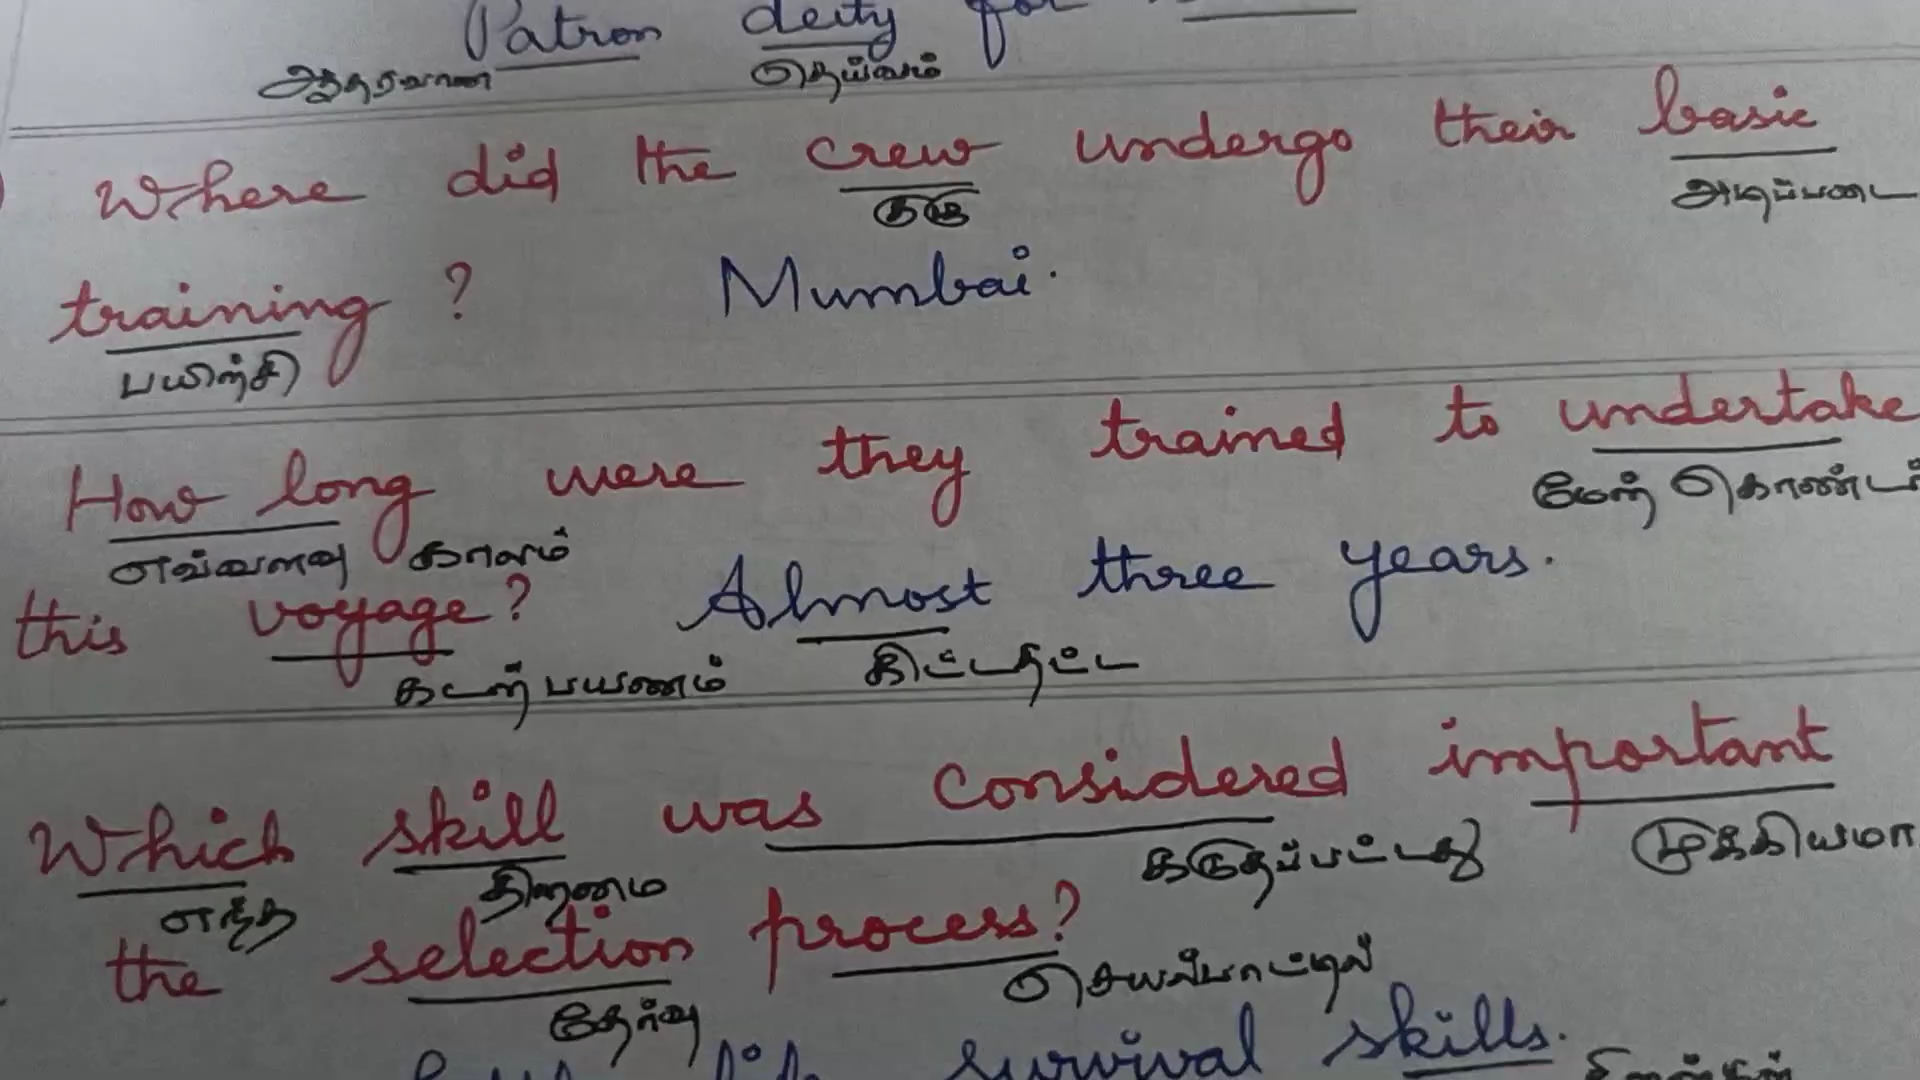 Patron deity for
ஆதரவான தெய்வம்
Where did the crew undergo their basic
குழு அடிப்படை
training? Mumbai.
பயிற்சி
How long were they trained to undertake
எவ்வளவு காலம் மேற் கொண்ட
this voyage? Almost three years.
கடற் பயணம் கிட்டதட்ட
Which skill was considered important
எந்த திறமை கருதப்பட்டது முக்கியமா
the selection process?
தேர்வு செயல்பாட்டில்
survival skills.